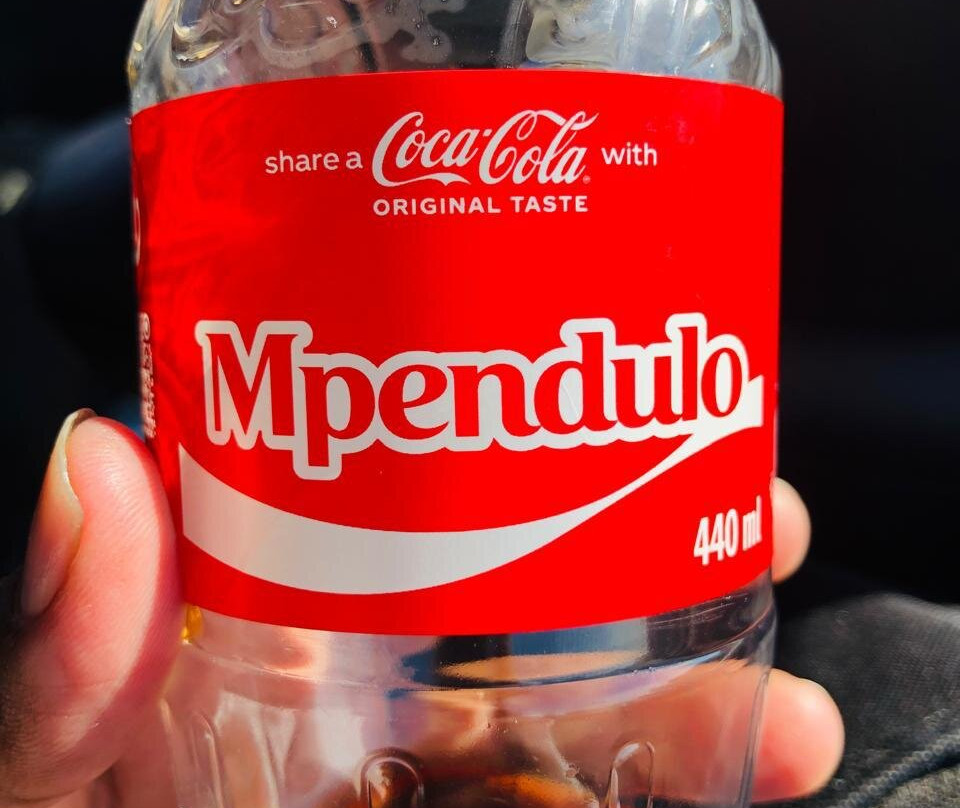 share a Coca-Cola with
ORIGINAL TASTE
Mpendulo
440 ml